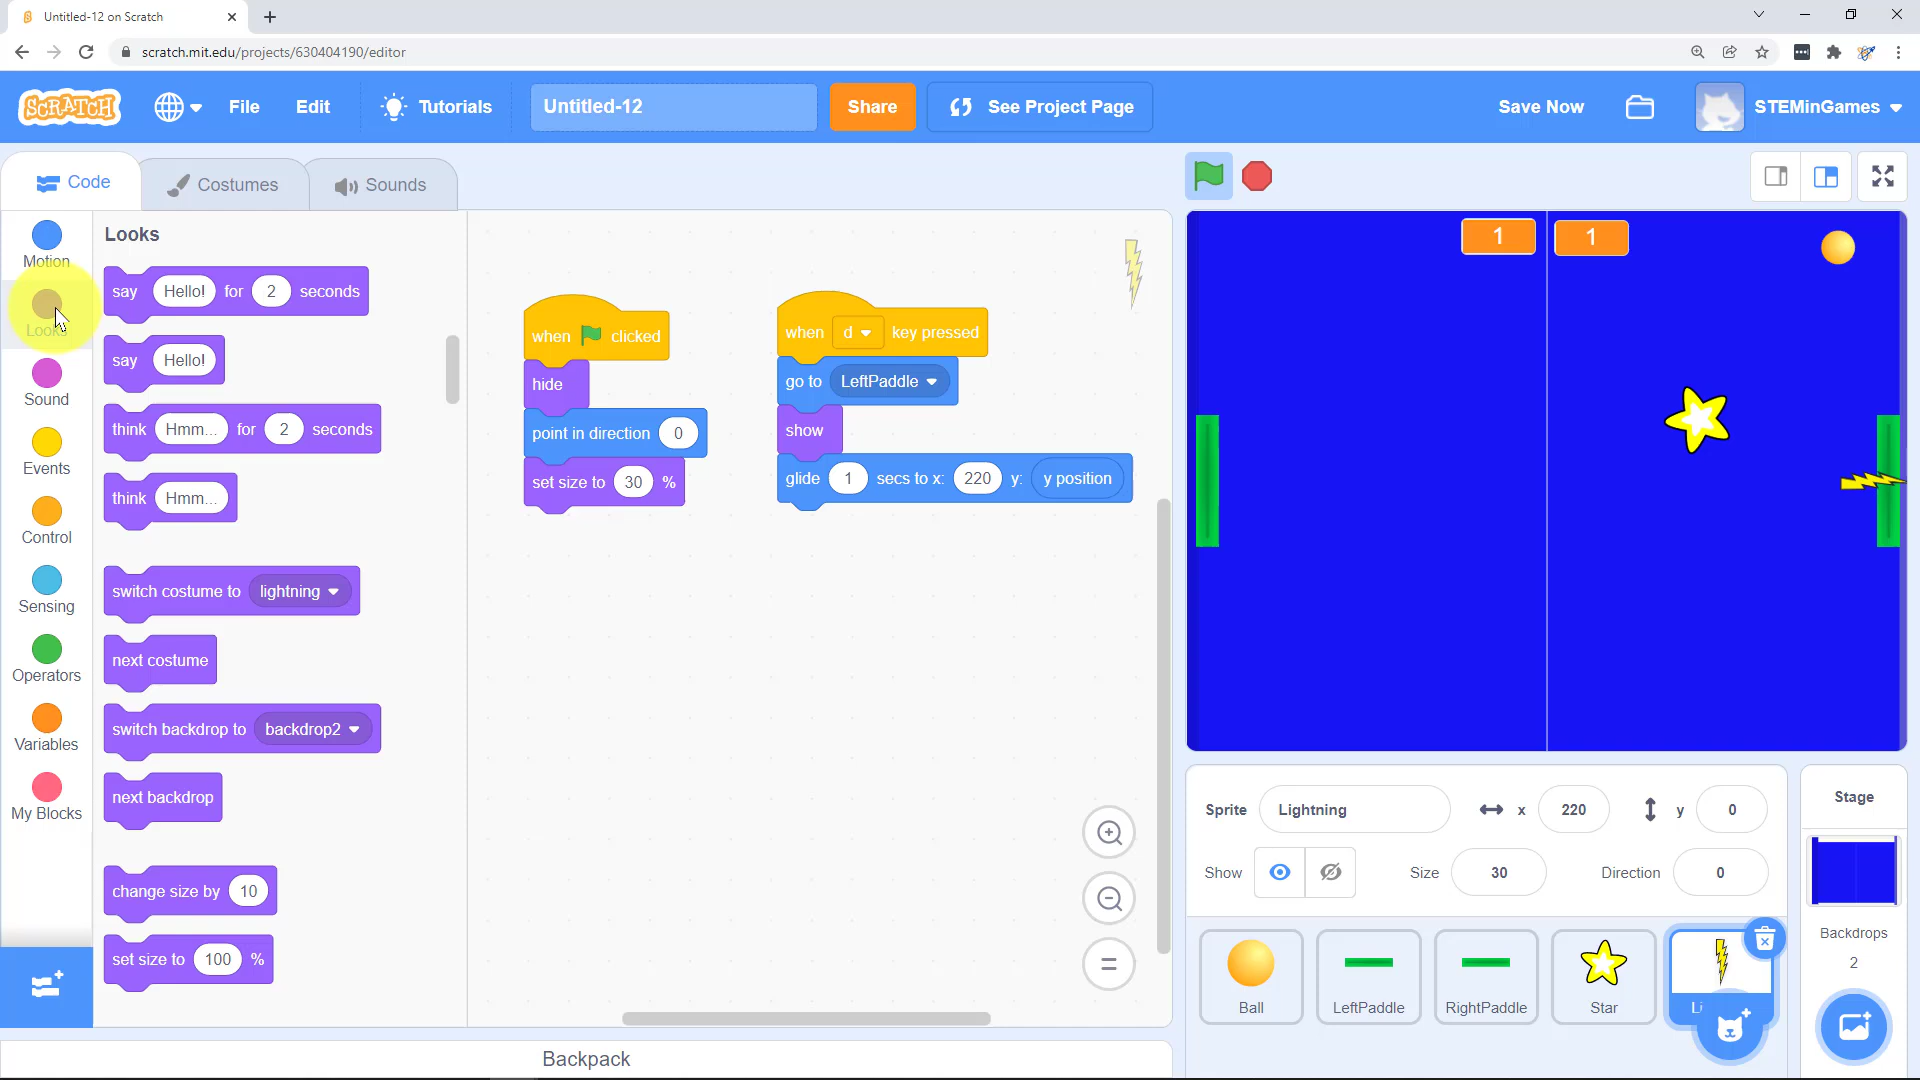 Untitled-12 on Scratch
scratch.mit.edu/projects/630404190/editor
SCRATCH
File
Edit
Tutorials
Untitled-12
Share
See Project Page
Save Now
STEMinGames
Code
Costumes
Sounds
Motion
Looks
Sound
Events
Control
Sensing
Operators
Variables
My Blocks
Looks
say Hello! for 2 seconds
say Hello!
think Hmm... for 2 seconds
think Hmm...
switch costume to lightning
next costume
switch backdrop to backdrop2
next backdrop
change size by 10
set size to 100 %
when clicked
hide
point in direction 0
set size to 30 %
when d key pressed
go to LeftPaddle
show
glide 1 secs to x: 220 y: y position
Backpack
1
1
Sprite Lightning x 220 y 0
Show Size 30 Direction 0
Ball
LeftPaddle
RightPaddle
Star
Li
Stage
Backdrops
2